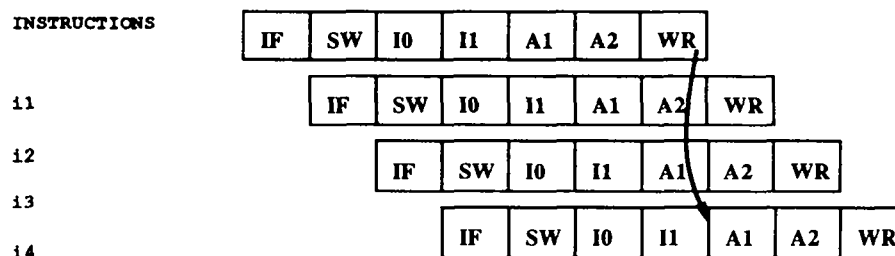 INSTRUCTIONS
IF SW I0 I1 A1 A2 WR
i1 IF SW I0 I1 A1 A2 WR
i2 IF SW I0 I1 A1 A2 WR
i3
i4 IF SW I0 I1 A1 A2 WR